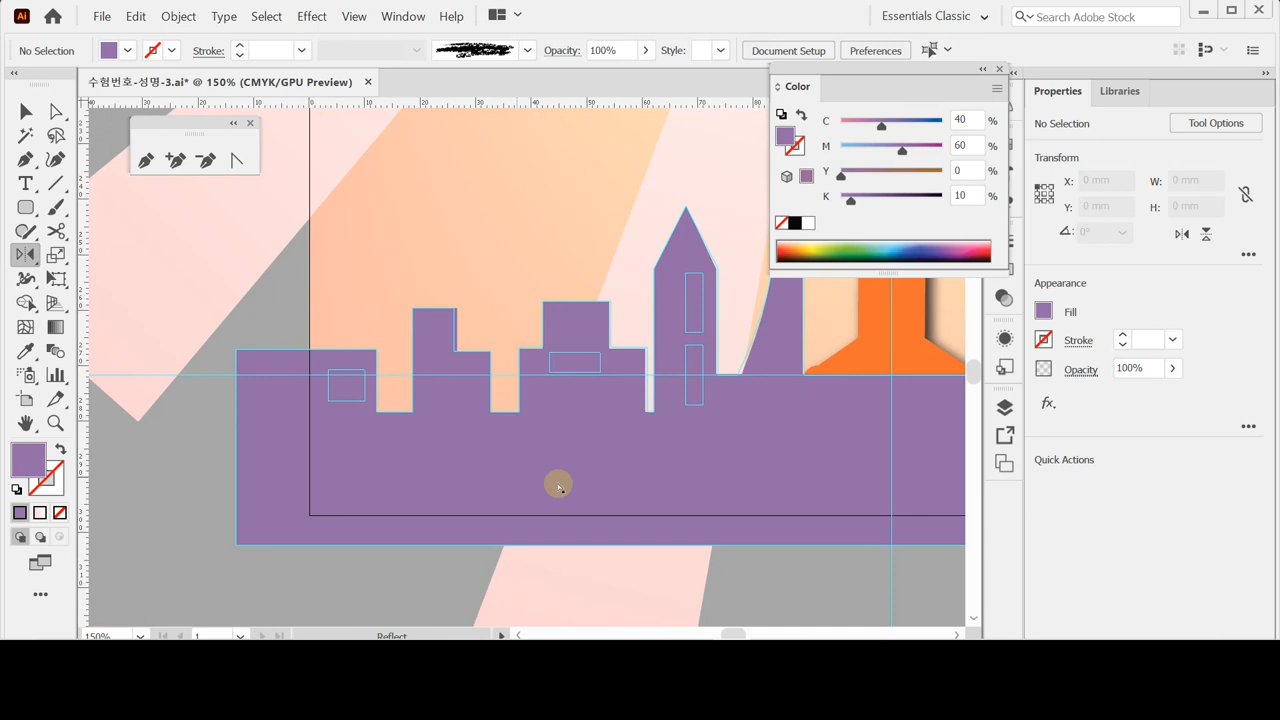 Ai File Edit Object Type Select Effect View Window Help Essentials Classic Search Adobe Stock
No Selection Stroke: Opacity: 100% Style: Document Setup Preferences
수험번호-성명-3.ai* @ 150% (CMYK/GPU Preview)
Color
C 40 %
M 60 %
Y 0 %
K 10 %
Properties Libraries
No Selection Tool Options
Transform
X: 0 mm W: 0 mm
Y: 0 mm H: 0 mm
0°
Appearance
Fill
Stroke
Opacity 100%
fx.
Quick Actions
150% 1 Reflect